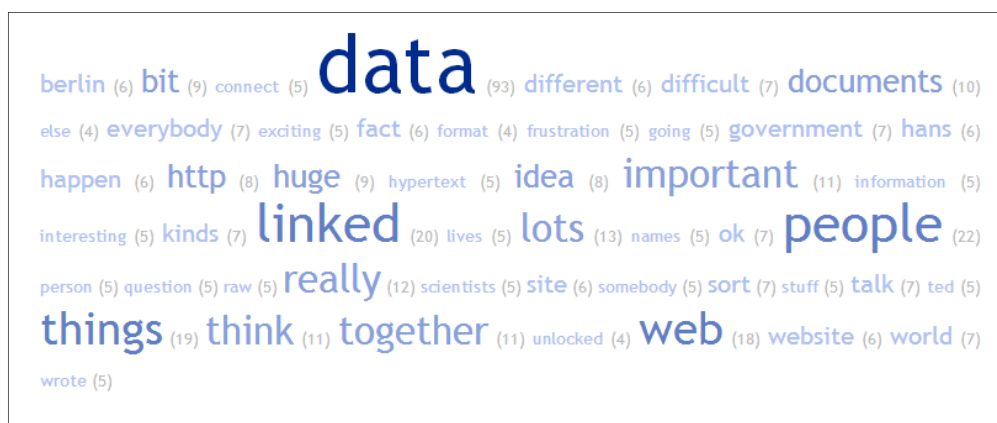 berlin (6) bit (9) connect (5) data (93) different (6) difficult (7) documents (10)
else (4) everybody (7) exciting (5) fact (6) format (4) frustration (5) going (5) government (7) hans (6)
happen (6) http (8) huge (9) hypertext (5) idea (8) important (11) information (5)
interesting (5) kinds (7) linked (20) lives (5) lots (13) names (5) ok (7) people (22)
person (5) question (5) raw (5) really (12) scientists (5) site (6) somebody (5) sort (7) stuff (5) talk (7) ted (5)
things (19) think (11) together (11) unlocked (4) web (18) website (6) world (7)
wrote (5)